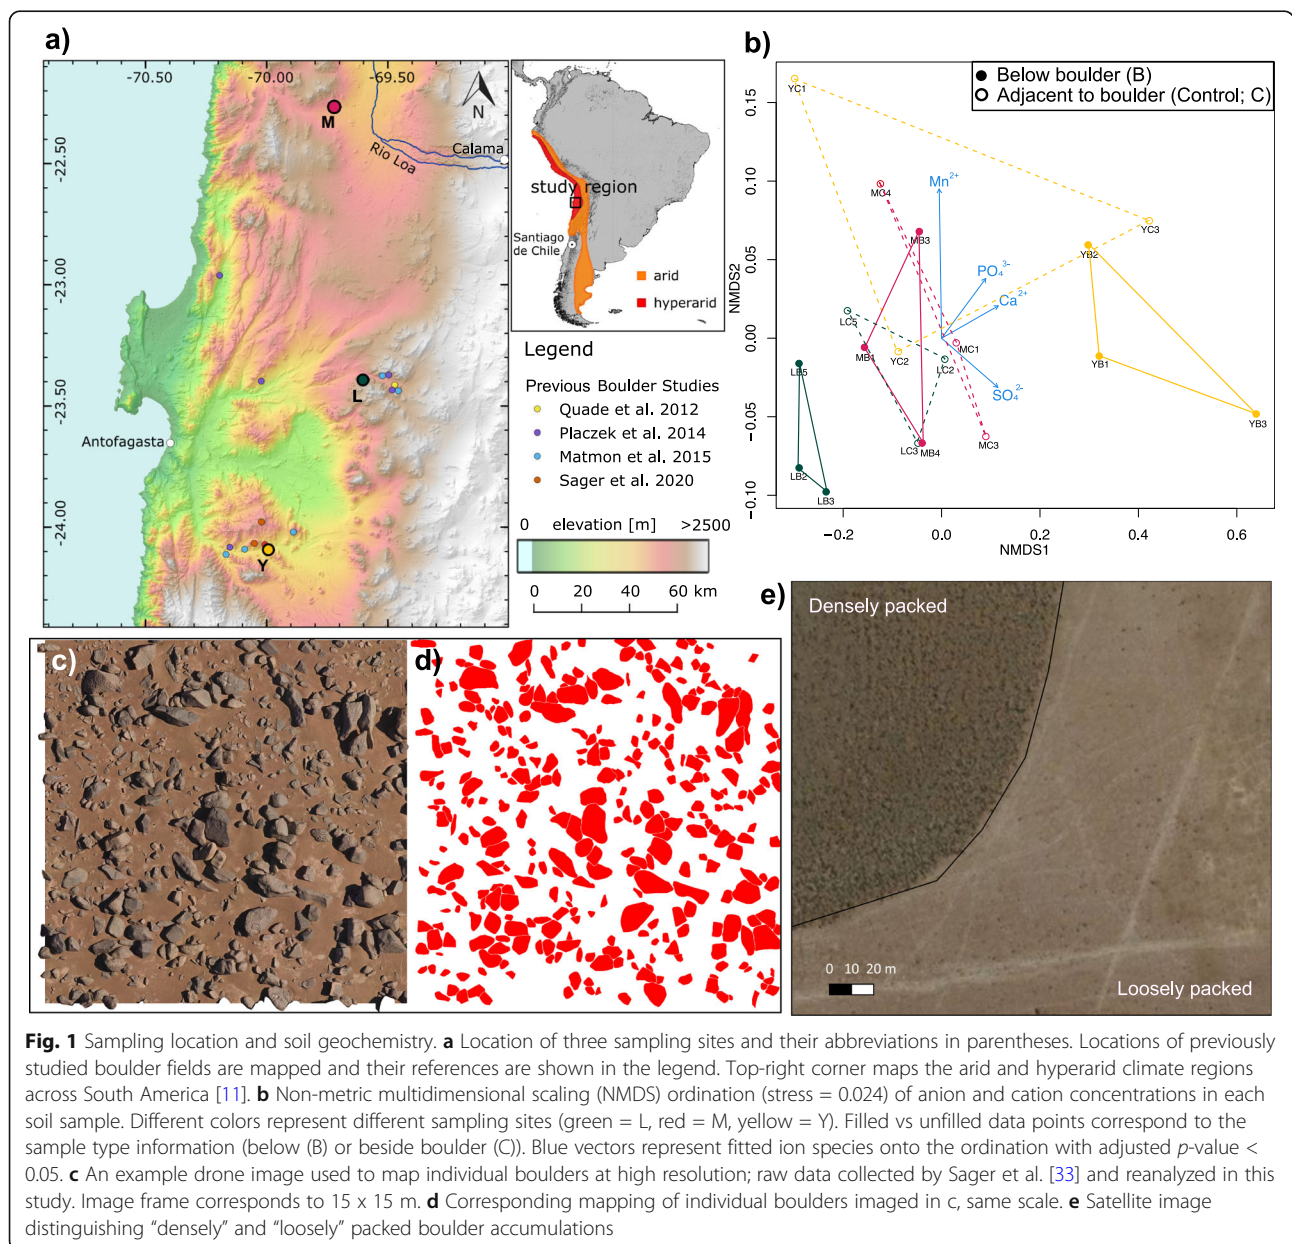 a)
-70.50
-70.00
-69.50
N
M
Calama
Rio Loa
-22.50
-23.00
-23.50
-24.00
L
Antofagasta
Y
study region
Santiago
de Chile
arid
hyperarid
Legend
Previous Boulder Studies
Quade et al. 2012
Placzek et al. 2014
Matmon et al. 2015
Sager et al. 2020
0 elevation [m] >2500
0 20 40 60 km
b)
Below boulder (B)
Adjacent to boulder (Control; C)
NMDS2
0.15
0.10
0.05
0.00
−0.05
−0.10
YC1
MC4
Mn²⁺
YC3
MB3
YB2
PO₄³⁻
Ca²⁺
LC5
MB1
YC2
MC1
LC2
YB1
LB5
SO₄²⁻
YB3
LC3
MB4
MC3
LB2
LB3
−0.2
0.0
0.2
0.4
0.6
NMDS1
c)
d)
e)
Densely packed
0 10 20 m
Loosely packed
Fig. 1 Sampling location and soil geochemistry. a Location of three sampling sites and their abbreviations in parentheses. Locations of previously
studied boulder fields are mapped and their references are shown in the legend. Top-right corner maps the arid and hyperarid climate regions
across South America [11]. b Non-metric multidimensional scaling (NMDS) ordination (stress = 0.024) of anion and cation concentrations in each
soil sample. Different colors represent different sampling sites (green = L, red = M, yellow = Y). Filled vs unfilled data points correspond to the
sample type information (below (B) or beside boulder (C)). Blue vectors represent fitted ion species onto the ordination with adjusted p-value <
0.05. c An example drone image used to map individual boulders at high resolution; raw data collected by Sager et al. [33] and reanalyzed in this
study. Image frame corresponds to 15 x 15 m. d Corresponding mapping of individual boulders imaged in c, same scale. e Satellite image
distinguishing “densely” and “loosely” packed boulder accumulations